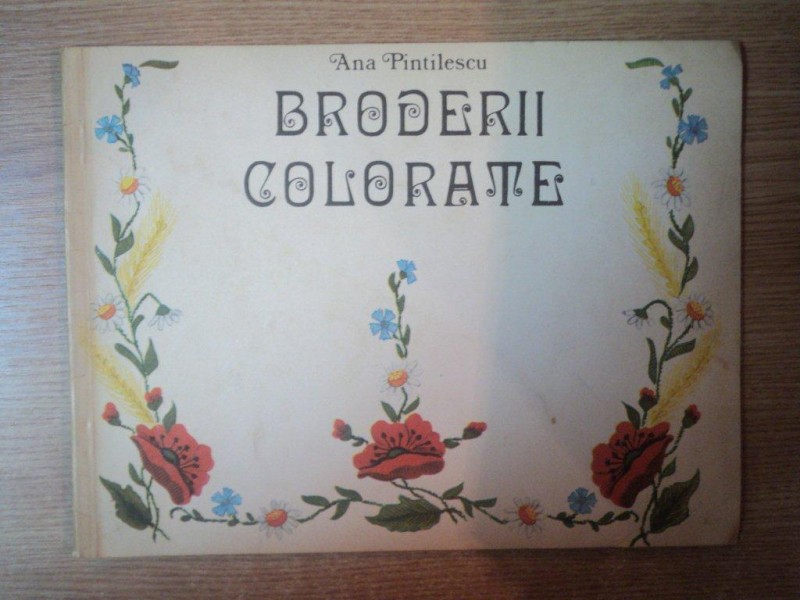 Ana Pintilescu
BRODERII
COLORATE